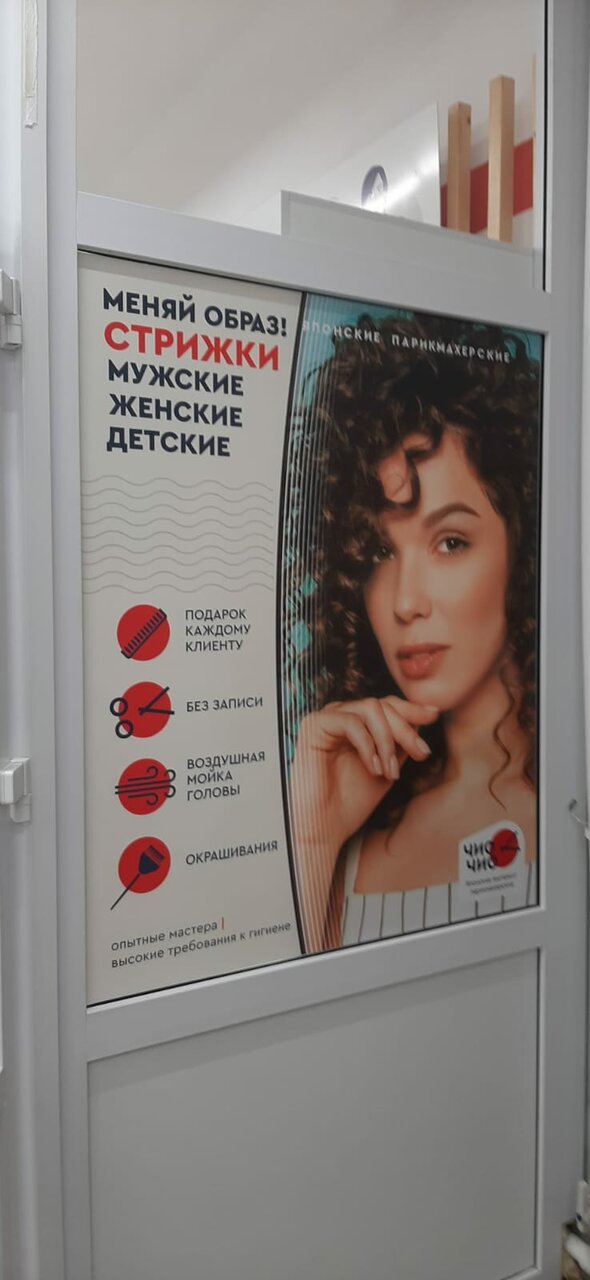 МЕНЯЙ ОБРАЗ!
СТРИЖКИ
МУЖСКИЕ
ЖЕНСКИЕ
ДЕТСКИЕ
ЯПОНСКИЕ ПАРИКМАХЕРСКИЕ
ПОДАРОК
КАЖДОМУ
КЛИЕНТУ
БЕЗ ЗАПИСИ
ВОЗДУШНАЯ
МОЙКА
ГОЛОВЫ
ОКРАШИВАНИЯ
опытные мастера |
высокие требования к гигиене
ЧИО
ЧИО